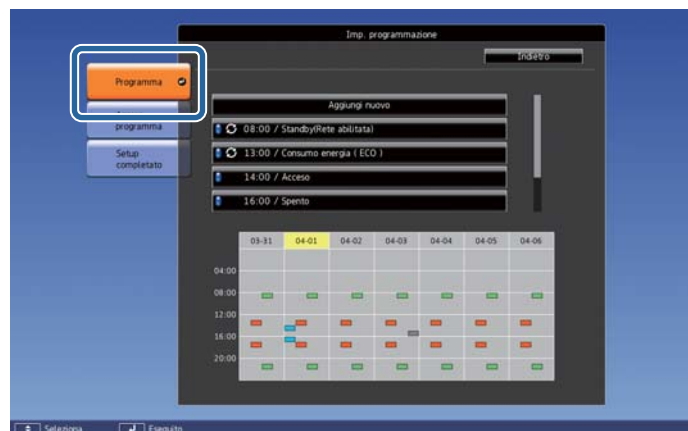 Imp. programmazione
Indietro
Programma
programma
Setup
completato
Aggiungi nuovo
08:00 / Standby(Rete abilitata)
13:00 / Consumo energia ( ECO )
14:00 / Acceso
16:00 / Spento
03-31 04-01 04-02 04-03 04-04 04-05 04-06
04:00
08:00
12:00
16:00
20:00
Seleziona Eseguito